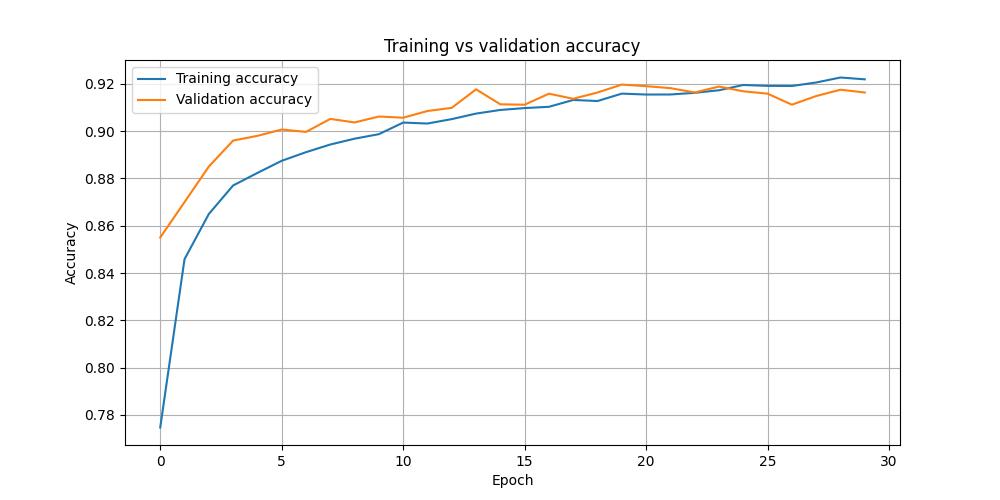 Training vs validation accuracy
Training accuracy
Validation accuracy
0.92
0.90
0.88
0.86
0.84
0.82
0.80
0.78
Accuracy
0 5 10 15 20 25 30
Epoch